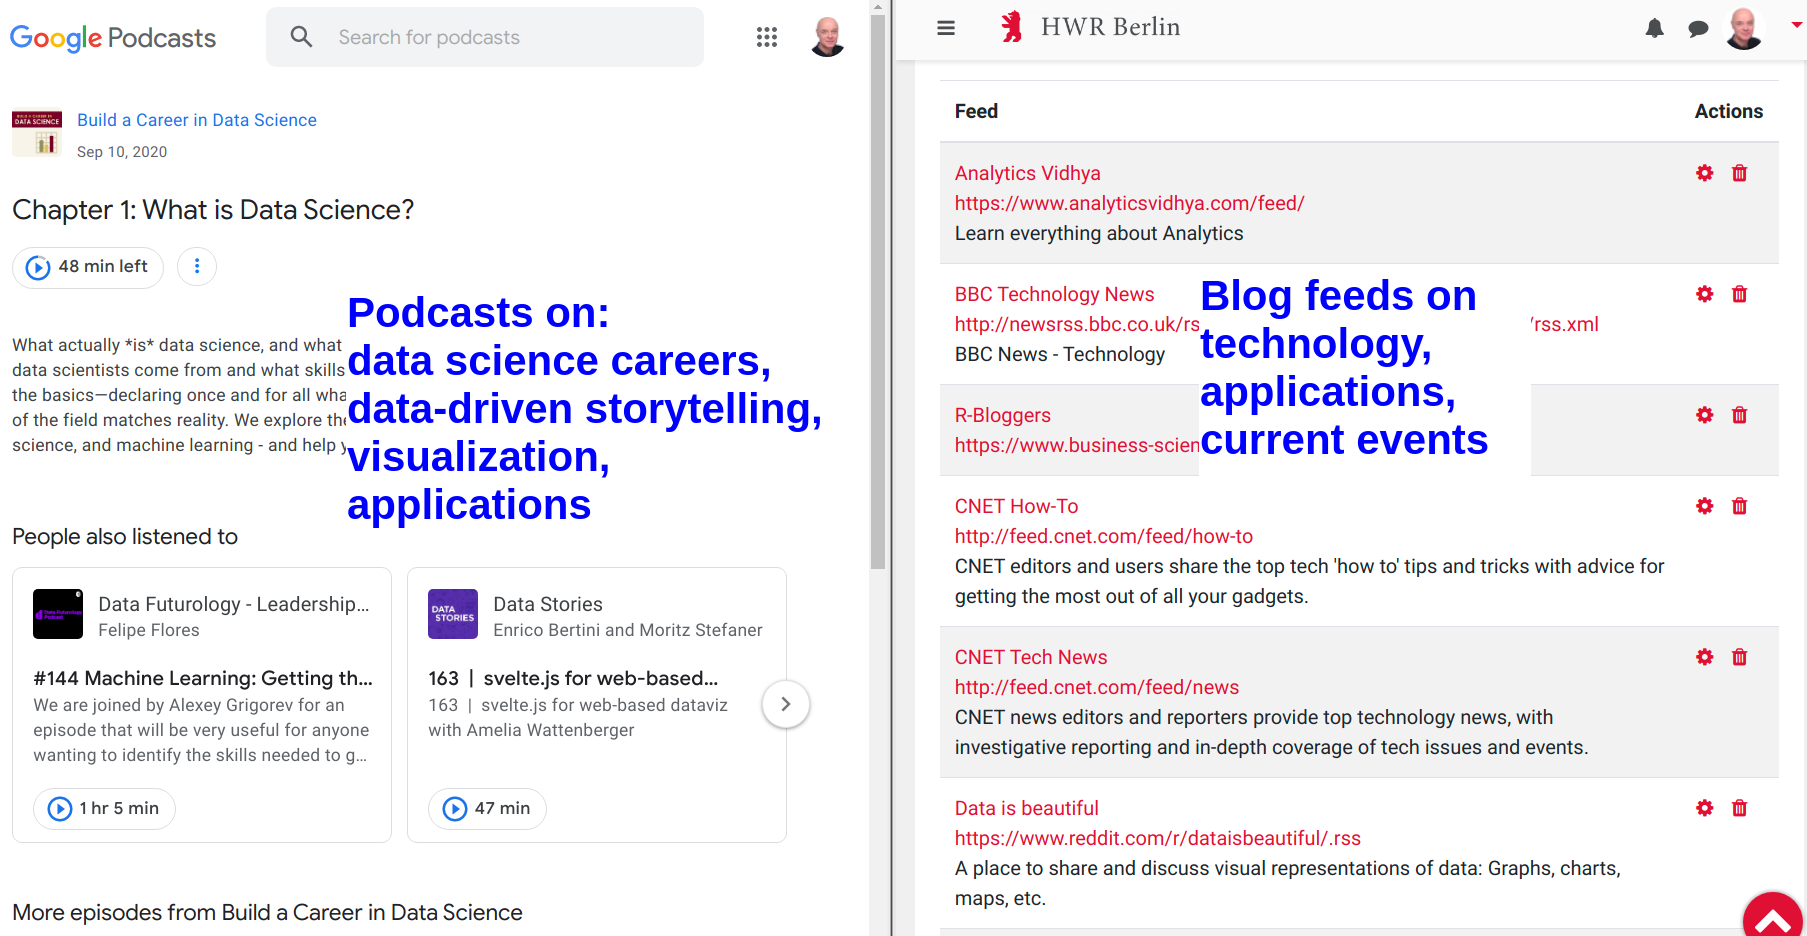 Google Podcasts
Search for podcasts
BUILD A CAREER IN
DATA SCIENCE
Build a Career in Data Science
Sep 10, 2020
Chapter 1: What is Data Science?
48 min left
What actually *is* data science, and what
data scientists come from and what skills
the basics—declaring once and for all wha
of the field matches reality. We explore the
science, and machine learning - and help y
Podcasts on:
data science careers,
data-driven storytelling,
visualization,
applications
People also listened to
Data Futurology - Leadership...
Felipe Flores
#144 Machine Learning: Getting th...
We are joined by Alexey Grigorev for an
episode that will be very useful for anyone
wanting to identify the skills needed to g...
1 hr 5 min
DATA
STORIES
Data Stories
Enrico Bertini and Moritz Stefaner
163 | svelte.js for web-based...
163 | svelte.js for web-based dataviz
with Amelia Wattenberger
47 min
More episodes from Build a Career in Data Science
HWR Berlin
Feed Actions
Analytics Vidhya
https://www.analyticsvidhya.com/feed/
Learn everything about Analytics
BBC Technology News
http://newsrss.bbc.co.uk/rs /rss.xml
BBC News - Technology
R-Bloggers
https://www.business-scien
Blog feeds on
technology,
applications,
current events
CNET How-To
http://feed.cnet.com/feed/how-to
CNET editors and users share the top tech 'how to' tips and tricks with advice for
getting the most out of all your gadgets.
CNET Tech News
http://feed.cnet.com/feed/news
CNET news editors and reporters provide top technology news, with
investigative reporting and in-depth coverage of tech issues and events.
Data is beautiful
https://www.reddit.com/r/dataisbeautiful/.rss
A place to share and discuss visual representations of data: Graphs, charts,
maps, etc.